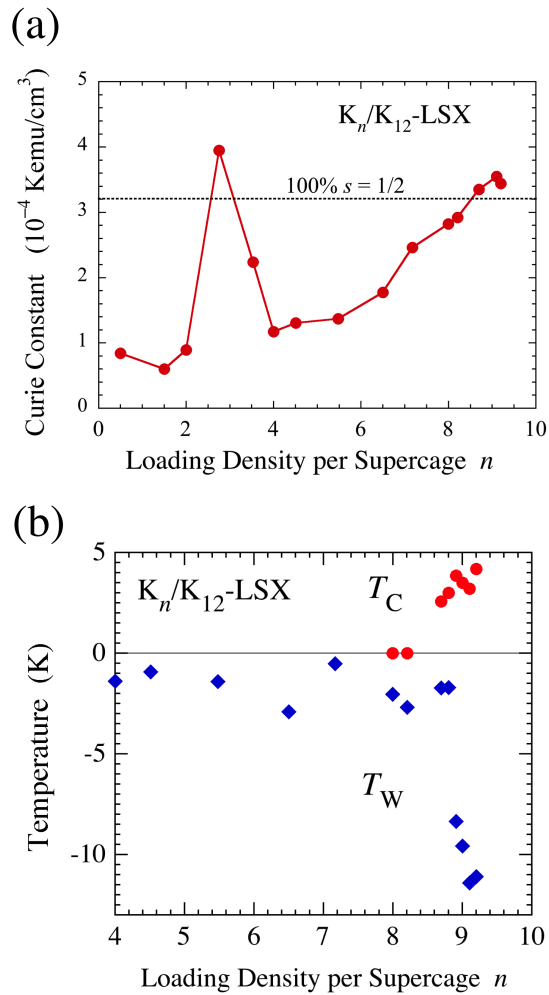 (a)
Curie Constant (10⁻⁴ Kemu/cm³)
5
4
3
2
1
0
Kₙ/K₁₂-LSX
100% s = 1/2
0 2 4 6 8 10
Loading Density per Supercage n
(b)
Temperature (K)
5
0
-5
-10
Kₙ/K₁₂-LSX
T_C
T_W
4 5 6 7 8 9 10
Loading Density per Supercage n